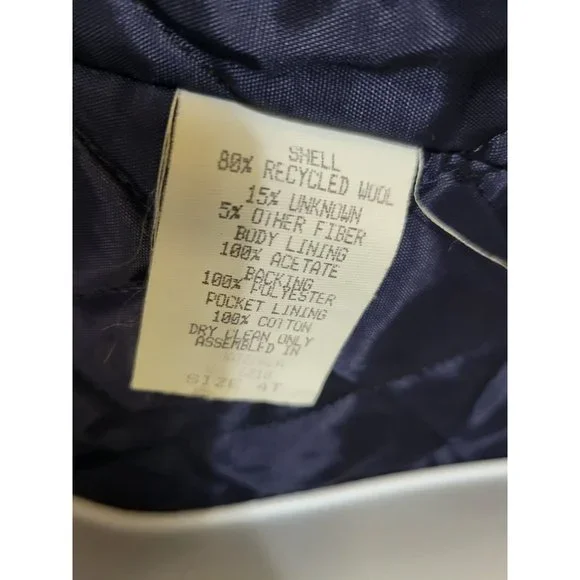 SHELL
80% RECYCLED WOOL
15% UNKNOWN
5% OTHER FIBER
BODY LINING
100% ACETATE
BACKING
100% POLYESTER
POCKET LINING
100% COTTON
DRY CLEAN ONLY
ASSEMBLED IN
SIZE 4T